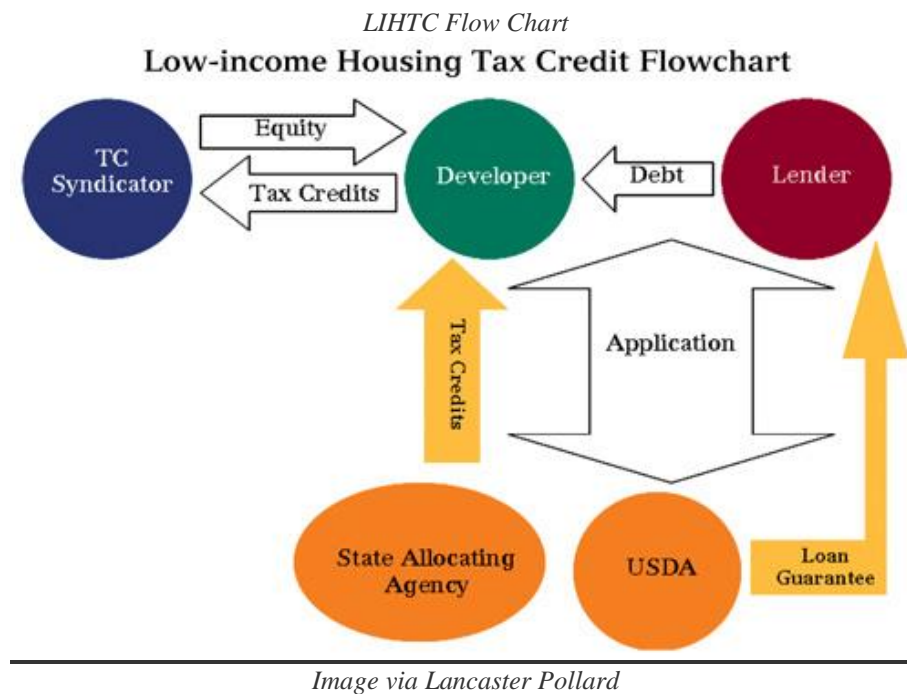 LIHTC Flow Chart
Low-income Housing Tax Credit Flowchart
TC
Syndicator
Equity
Tax Credits
Developer
Debt
Lender
Tax Credits
Application
State Allocating
Agency
USDA
Loan
Guarantee
Image via Lancaster Pollard